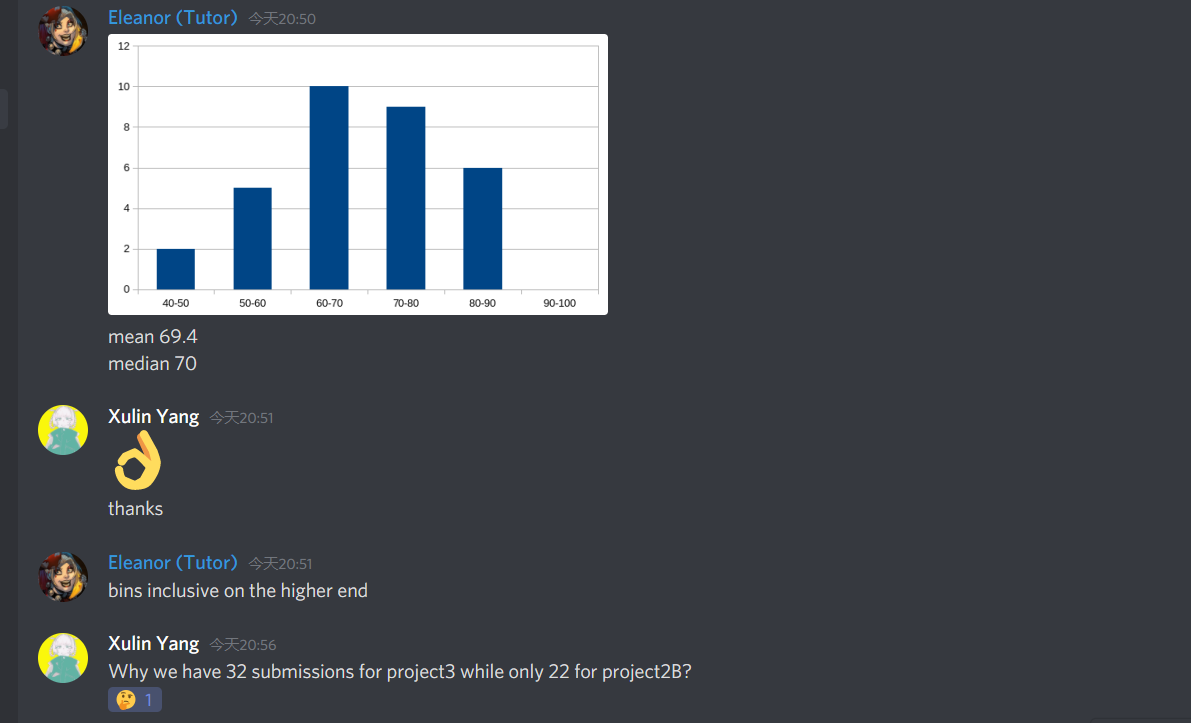 Eleanor (Tutor) 今天20:50
12
10
8
6
4
2
0
40-50 50-60 60-70 70-80 80-90 90-100
mean 69.4
median 70
Xulin Yang 今天20:51
thanks
Eleanor (Tutor) 今天20:51
bins inclusive on the higher end
Xulin Yang 今天20:56
Why we have 32 submissions for project3 while only 22 for project2B?
1